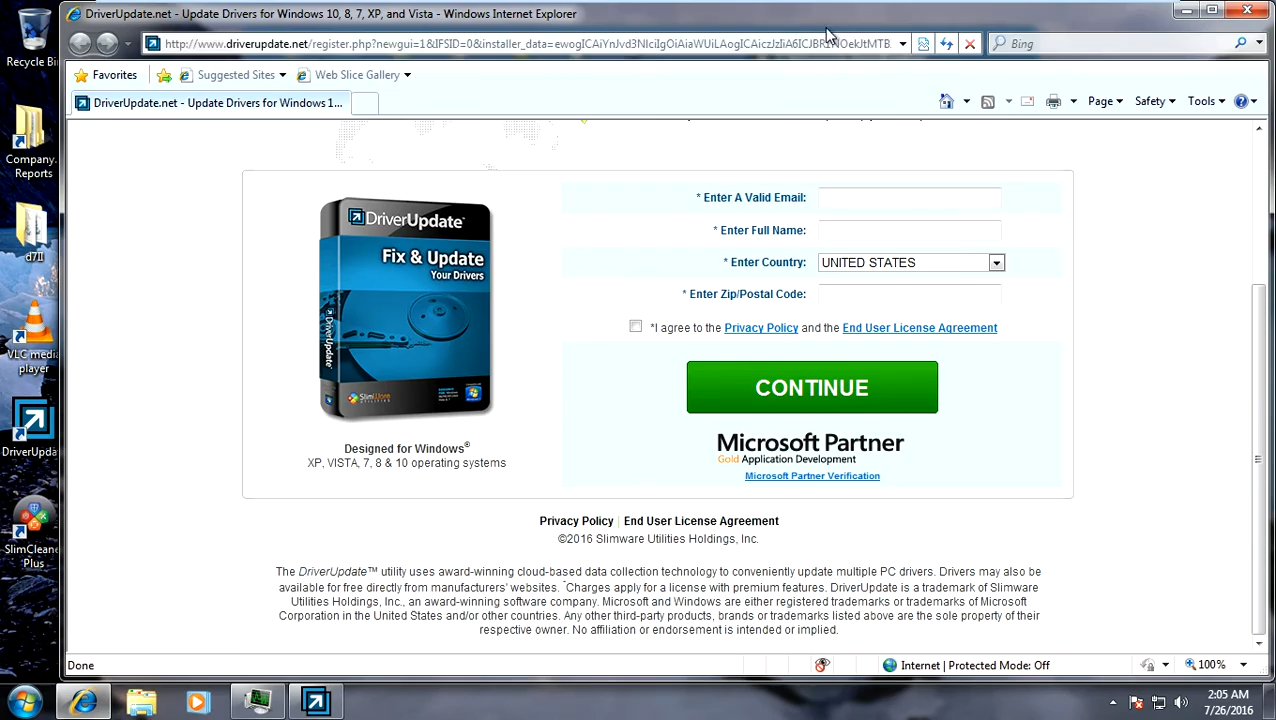 DriverUpdate.net - Update Drivers for Windows 10, 8, 7, XP, and Vista - Windows Internet Explorer
Recycle Bin
http://www.driverupdate.net/register.php?newgui=1&IFSID=0&installer_data=
Bing
Favorites
Suggested Sites
Web Slice Gallery
DriverUpdate.net - Update Drivers for Windows 1...
Page
Safety
Tools
Company. Reports
d7II
VLC media player
DriverUpda
SlimCleane Plus
DriverUpdate
Fix & Update
Your Drivers
DriverUpdate
SlimWare UTILITIES
Designed for Windows®
XP, VISTA, 7, 8 & 10 operating systems
* Enter A Valid Email:
* Enter Full Name:
* Enter Country: UNITED STATES
* Enter Zip/Postal Code:
*I agree to the Privacy Policy and the End User License Agreement
CONTINUE
Microsoft Partner
Gold Application Development
Microsoft Partner Verification
Privacy Policy | End User License Agreement
©2016 Slimware Utilities Holdings, Inc.
The DriverUpdate™ utility uses award-winning cloud-based data collection technology to conveniently update multiple PC drivers. Drivers may also be
available for free directly from manufacturers' websites. ˆCharges apply for a license with premium features. DriverUpdate is a trademark of Slimware
Utilities Holdings, Inc., an award-winning software company. Microsoft and Windows are either registered trademarks or trademarks of Microsoft
Corporation in the United States and/or other countries. Any other third-party products, brands or trademarks listed above are the sole property of their
respective owner. No affiliation or endorsement is intended or implied.
Done
Internet | Protected Mode: Off
100%
2:05 AM
7/26/2016